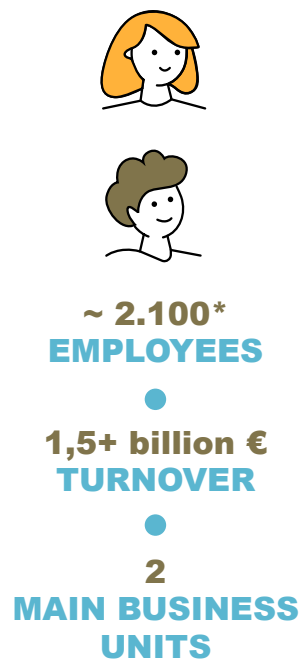 ~ 2.100*
EMPLOYEES
1,5+ billion €
TURNOVER
2
MAIN BUSINESS
UNITS